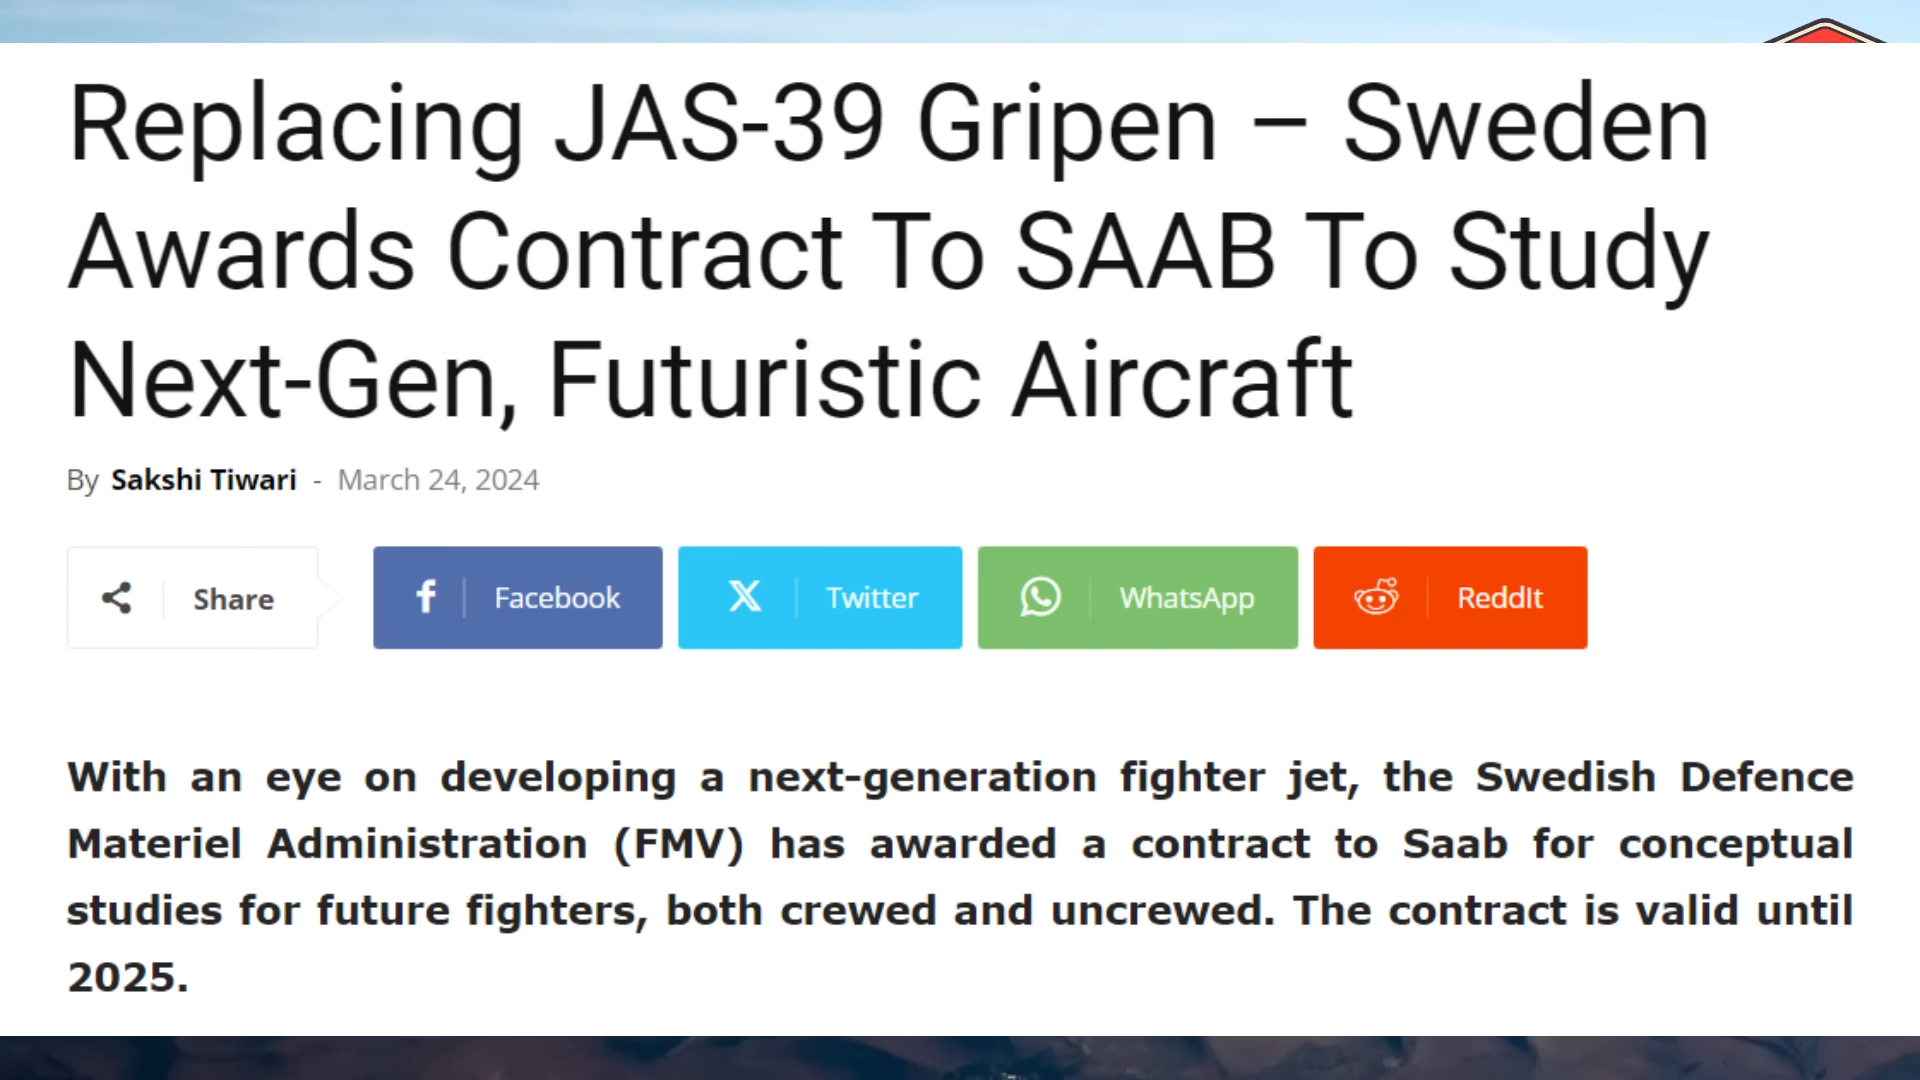 Replacing JAS-39 Gripen – Sweden
Awards Contract To SAAB To Study
Next-Gen, Futuristic Aircraft
By Sakshi Tiwari - March 24, 2024
Share Facebook Twitter WhatsApp ReddIt
With an eye on developing a next-generation fighter jet, the Swedish Defence
Materiel Administration (FMV) has awarded a contract to Saab for conceptual
studies for future fighters, both crewed and uncrewed. The contract is valid until
2025.